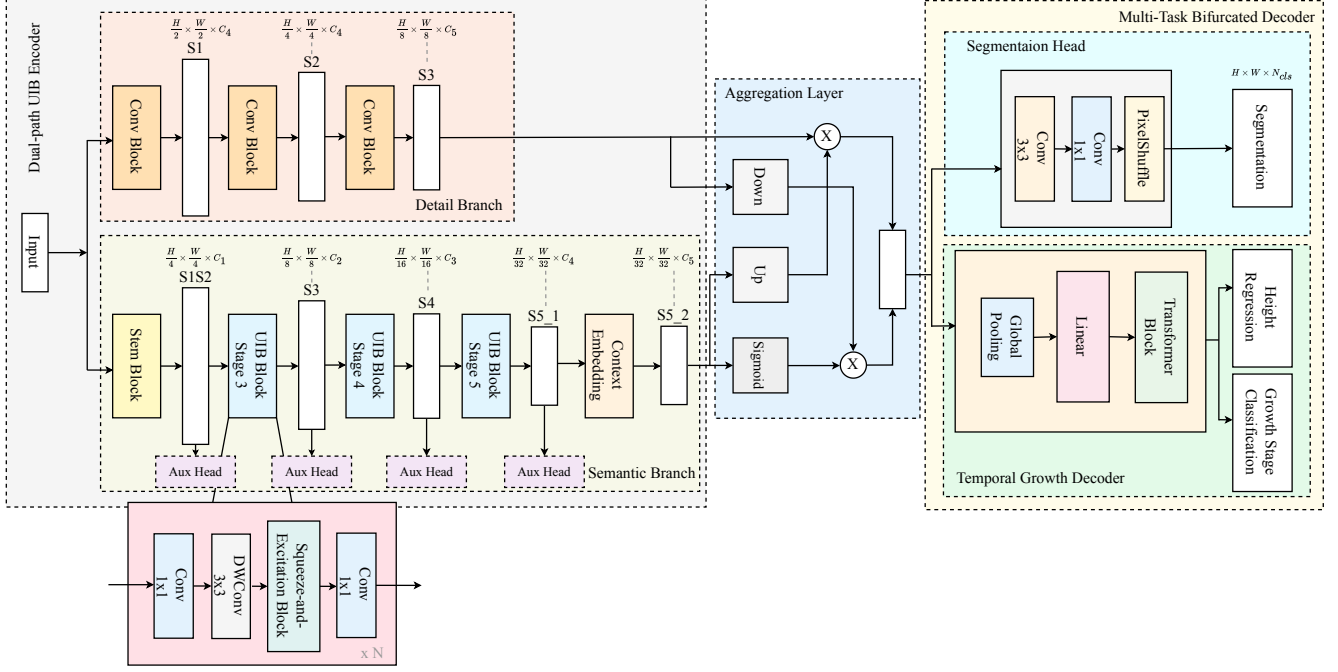 Dual-path UIB Encoder
Input
H/2 × W/2 × C4
H/4 × W/4 × C4
H/8 × W/8 × C5
S1
S2
S3
Conv Block
Conv Block
Conv Block
Detail Branch
H/4 × W/4 × C1
H/8 × W/8 × C2
H/16 × W/16 × C3
H/32 × W/32 × C4
H/32 × W/32 × C5
S1S2
S3
S4
S5_1
S5_2
Stem Block
UIB Block
Stage 3
UIB Block
Stage 4
UIB Block
Stage 5
Context
Embedding
Aux Head
Aux Head
Aux Head
Aux Head
Semantic Branch
Conv
1x1
DWConv
3x3
Squeeze-and-
Excitation Block
Conv
1x1
x N
Aggregation Layer
X
Down
Up
Sigmoid
X
Multi-Task Bifurcated Decoder
Segmentaion Head
Conv
3x3
Conv
1x1
PixelShuffle
H × W × Ncls
Segmentation
Global
Pooling
Linear
Transformer
Block
Height
Regression
Growth Stage
Classification
Temporal Growth Decoder